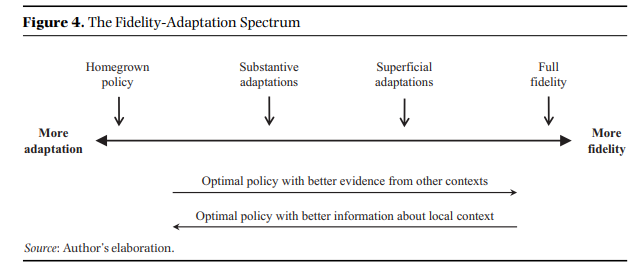 Figure 4. The Fidelity-Adaptation Spectrum
Homegrown
policy
Substantive
adaptations
Superficial
adaptations
Full
fidelity
More
adaptation
More
fidelity
Optimal policy with better evidence from other contexts
Optimal policy with better information about local context
Source: Author's elaboration.